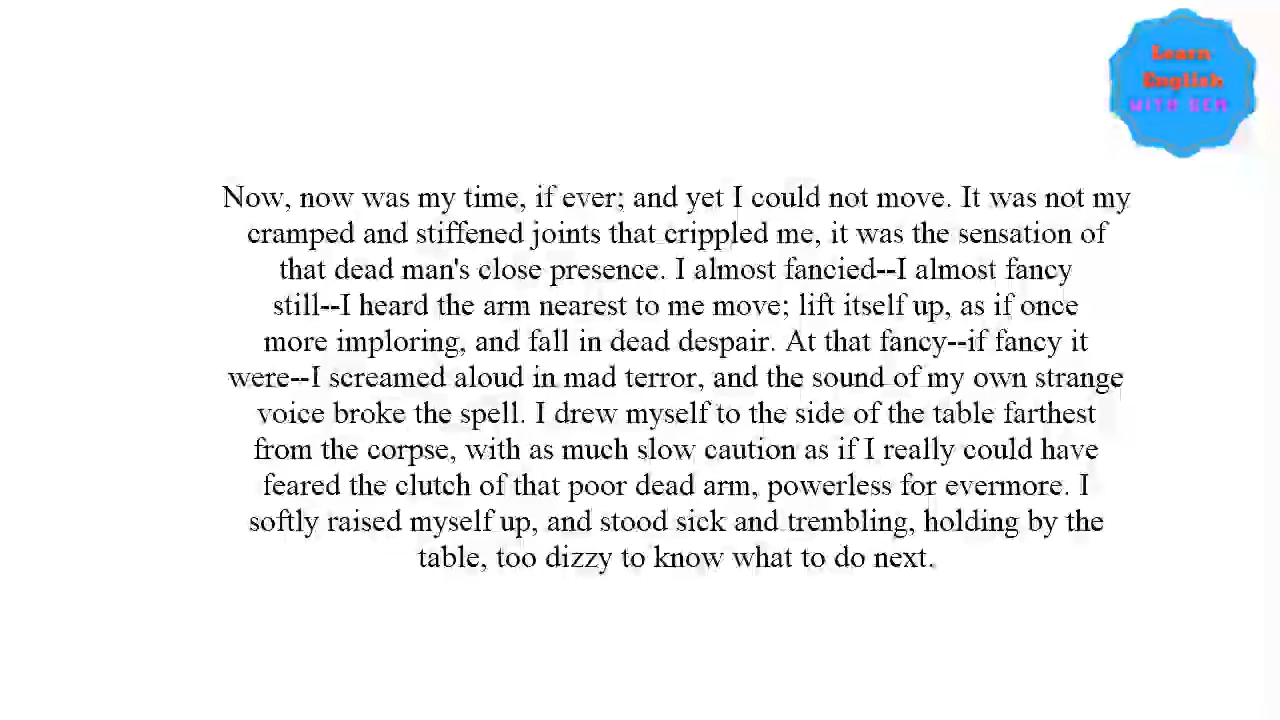 Learn
English
WITH GEM
Now, now was my time, if ever; and yet I could not move. It was not my
cramped and stiffened joints that crippled me, it was the sensation of
that dead man's close presence. I almost fancied--I almost fancy
still--I heard the arm nearest to me move; lift itself up, as if once
more imploring, and fall in dead despair. At that fancy--if fancy it
were--I screamed aloud in mad terror, and the sound of my own strange
voice broke the spell. I drew myself to the side of the table farthest
from the corpse, with as much slow caution as if I really could have
feared the clutch of that poor dead arm, powerless for evermore. I
softly raised myself up, and stood sick and trembling, holding by the
table, too dizzy to know what to do next.